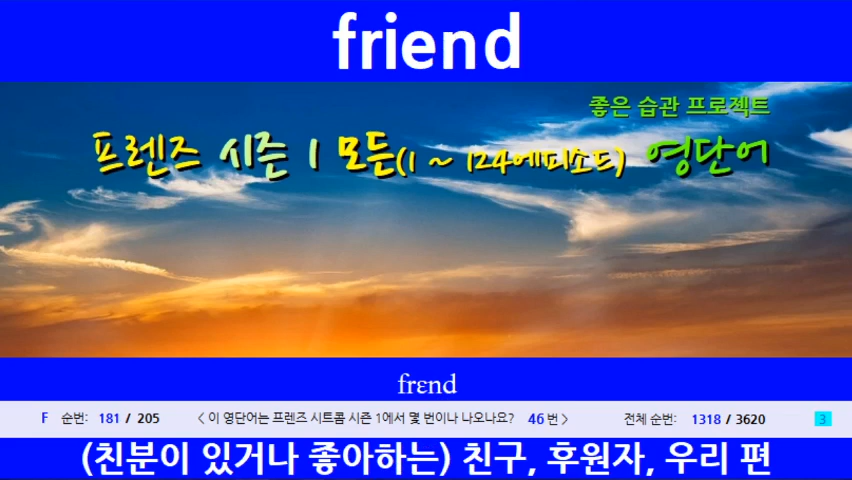 friend
좋은 습관 프로젝트
프렌즈 시즌 1 모든(1 ~ 124에피소드) 영단어
frɛnd
F 순번: 181 / 205 < 이 영단어는 프렌즈 시트콤 시즌 1에서 몇 번이나 나오나요? 46 번 > 전체 순번: 1318 / 3620 3
(친분이 있거나 좋아하는) 친구, 후원자, 우리 편